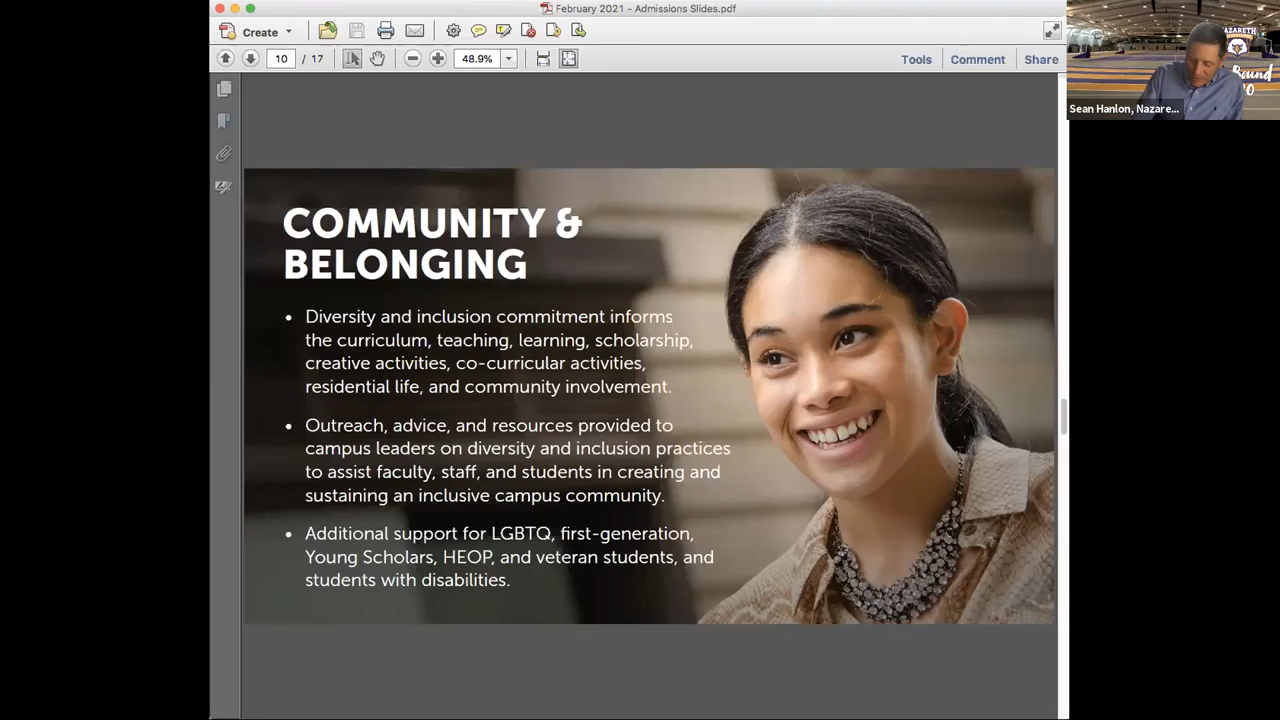 February 2021 - Admissions Slides.pdf
Create
10 / 17
48.9%
Tools
Comment
Share
NAZARETH
Bound
Sean Hanlon, Nazare...
COMMUNITY &
BELONGING
• Diversity and inclusion commitment informs
the curriculum, teaching, learning, scholarship,
creative activities, co-curricular activities,
residential life, and community involvement.
• Outreach, advice, and resources provided to
campus leaders on diversity and inclusion practices
to assist faculty, staff, and students in creating and
sustaining an inclusive campus community.
• Additional support for LGBTQ, first-generation,
Young Scholars, HEOP, and veteran students, and
students with disabilities.